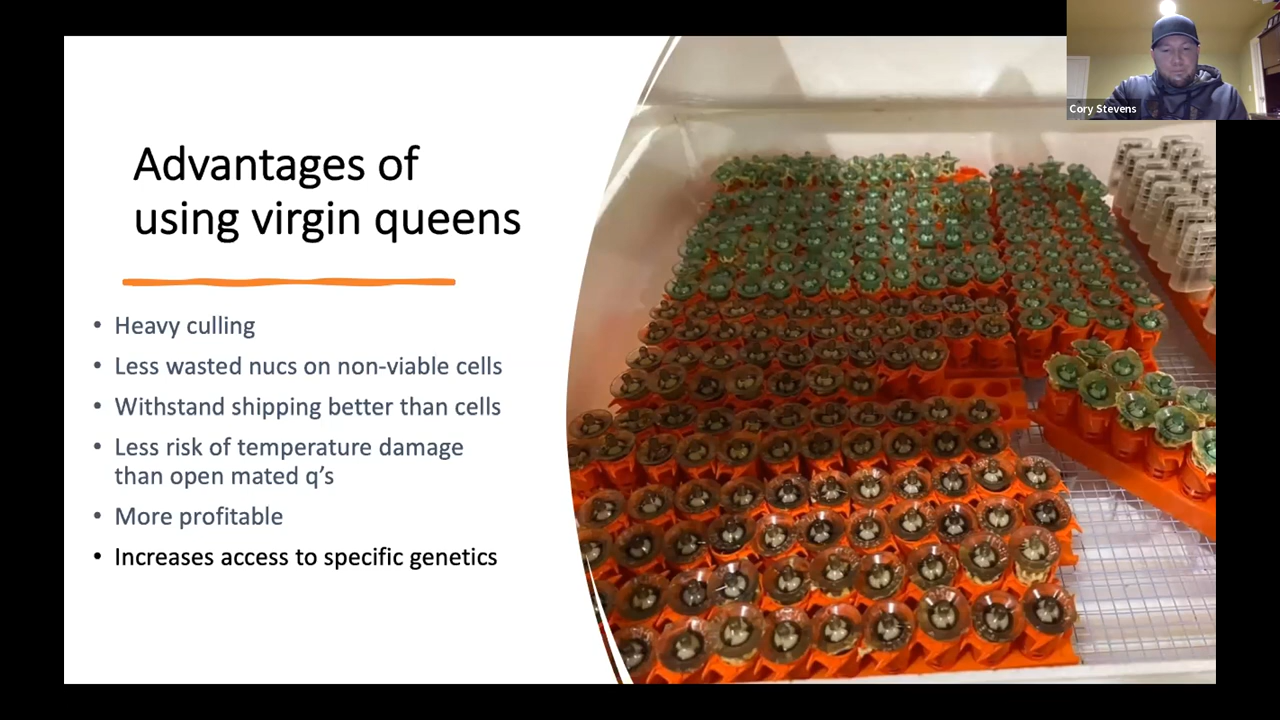 Cory Stevens
Advantages of
using virgin queens
• Heavy culling
• Less wasted nucs on non-viable cells
• Withstand shipping better than cells
• Less risk of temperature damage
than open mated q’s
• More profitable
• Increases access to specific genetics